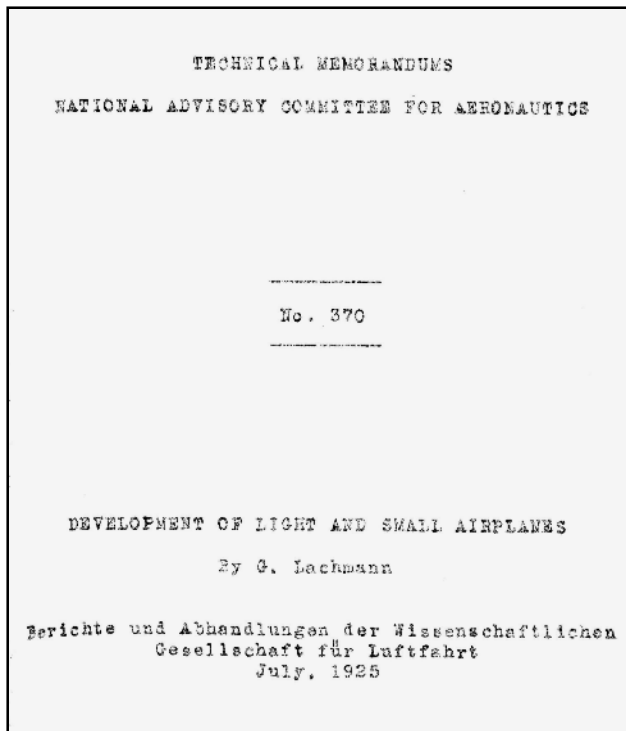 TECHNICAL MEMORANDUMS
NATIONAL ADVISORY COMMITTEE FOR AERONAUTICS
No. 370
DEVELOPMENT OF LIGHT AND SMALL AIRPLANES
By G. Lachmann
Berichte und Abhandlungen der Wissenschaftlichen
Gesellschaft für Luftfahrt
July, 1925